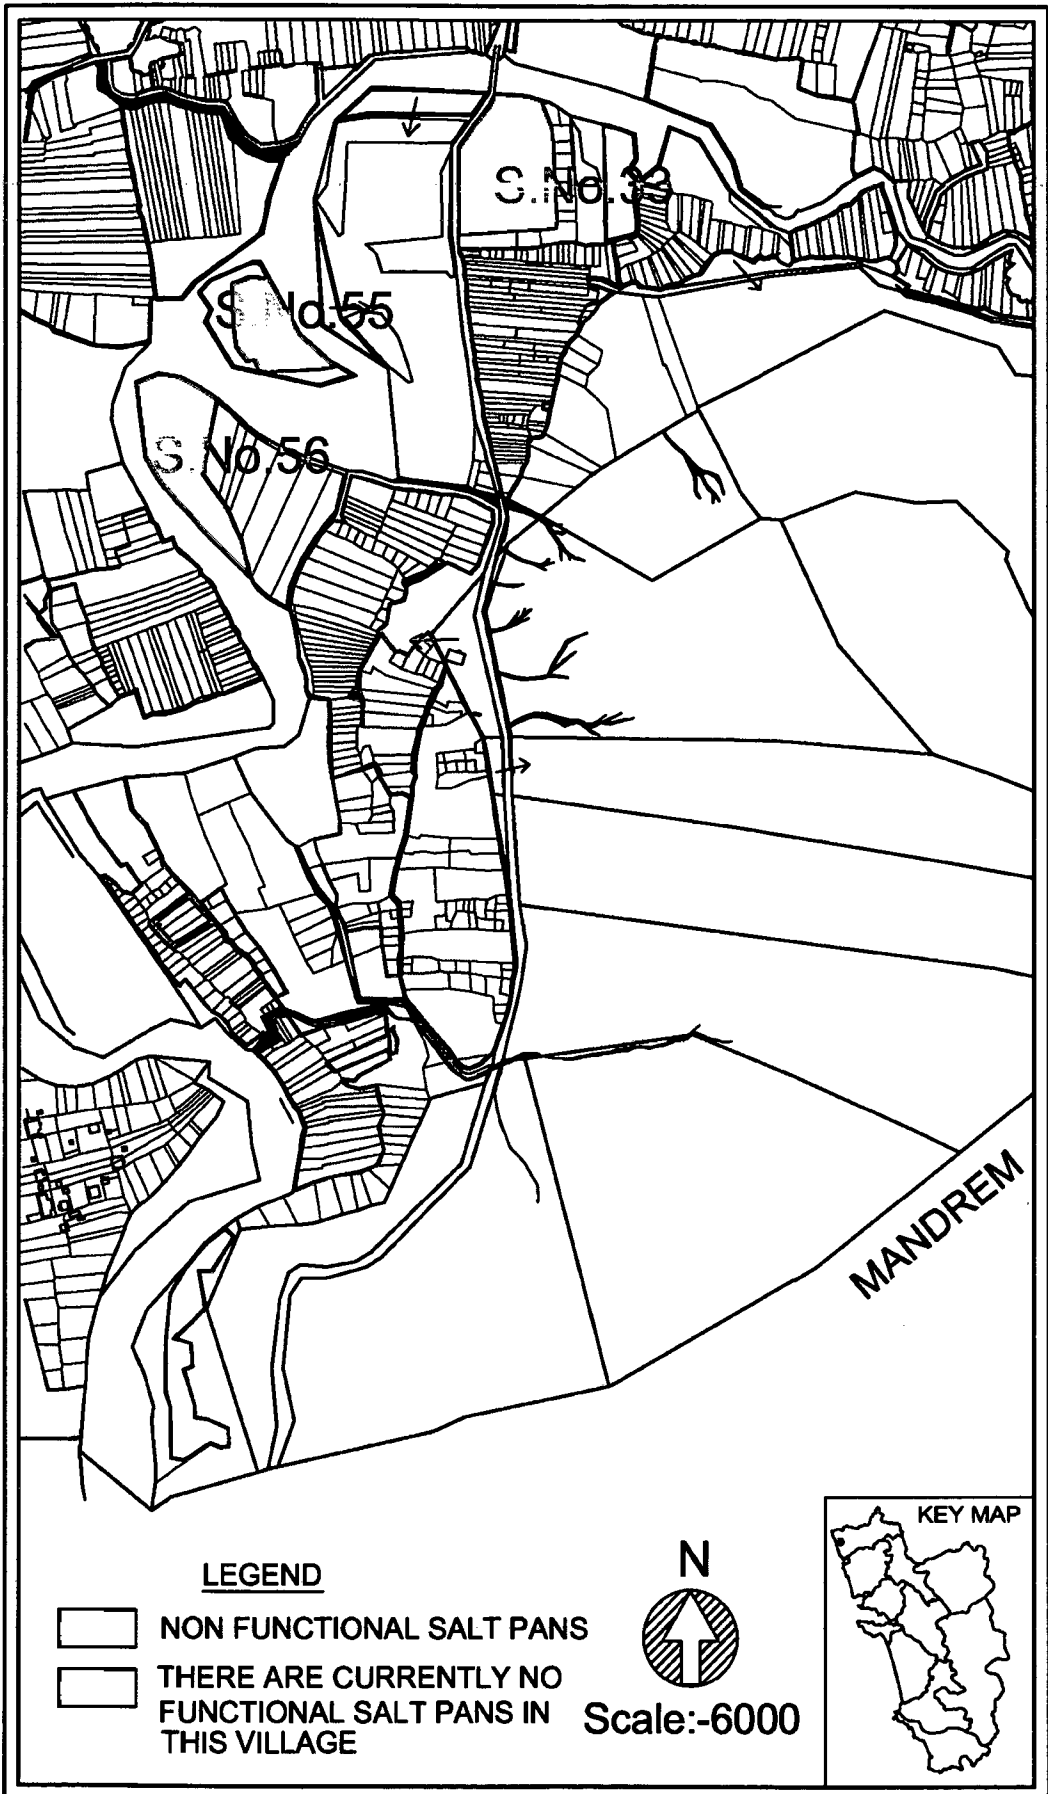 S.No.33
S.No.55
S.No.56
MANDREM
KEY MAP
LEGEND
NON FUNCTIONAL SALT PANS
THERE ARE CURRENTLY NO
FUNCTIONAL SALT PANS IN
THIS VILLAGE
N
Scale:-6000